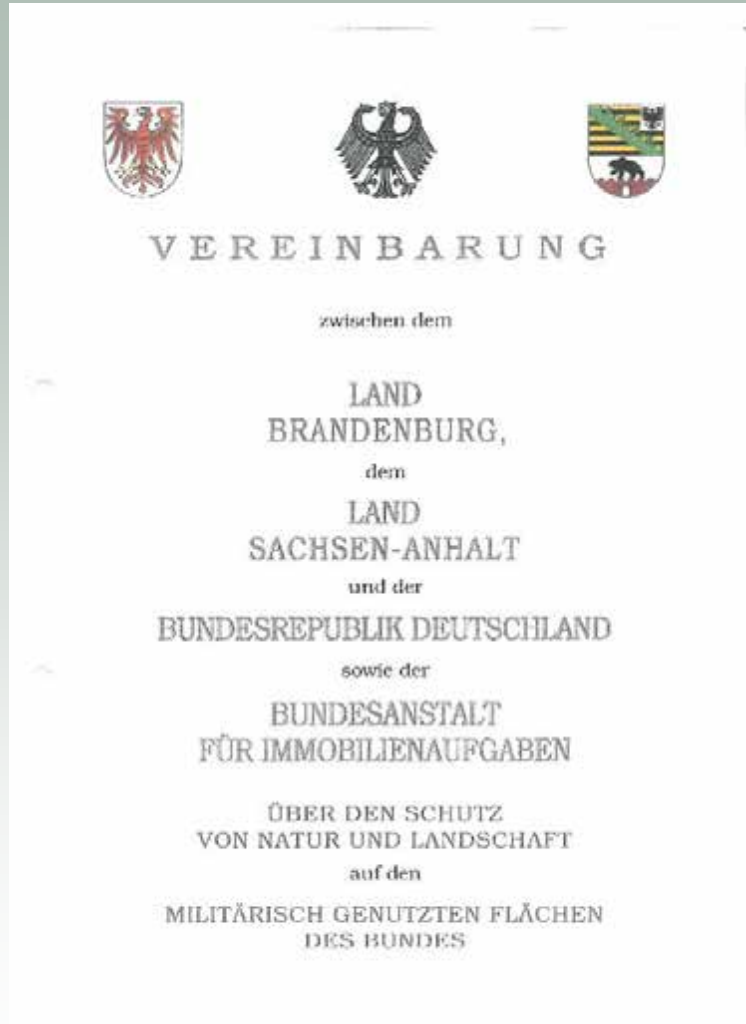 VEREINBARUNG
zwischen dem
LAND
BRANDENBURG,
dem
LAND
SACHSEN-ANHALT
und der
BUNDESREPUBLIK DEUTSCHLAND
sowie der
BUNDESANSTALT
FÜR IMMOBILIENAUFGABEN
ÜBER DEN SCHUTZ
VON NATUR UND LANDSCHAFT
auf den
MILITÄRISCH GENUTZTEN FLÄCHEN
DES BUNDES